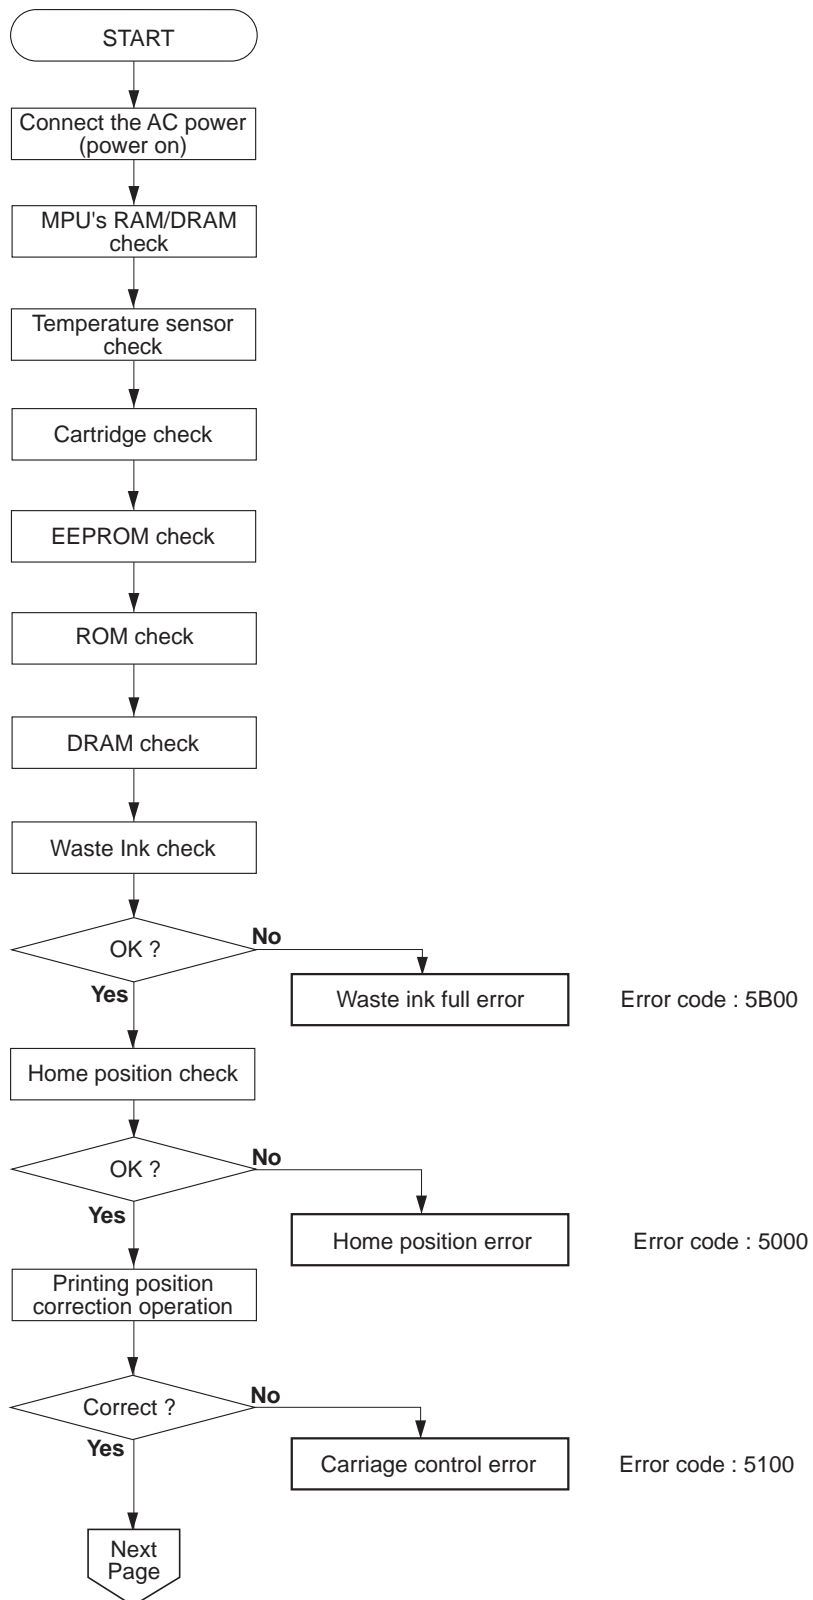 START
Connect the AC power
(power on)
MPU's RAM/DRAM
check
Temperature sensor
check
Cartridge check
EEPROM check
ROM check
DRAM check
Waste Ink check
OK ?
No
Yes
Waste ink full error
Error code : 5B00
Home position check
OK ?
No
Yes
Home position error
Error code : 5000
Printing position
correction operation
Correct ?
No
Yes
Carriage control error
Error code : 5100
Next
Page